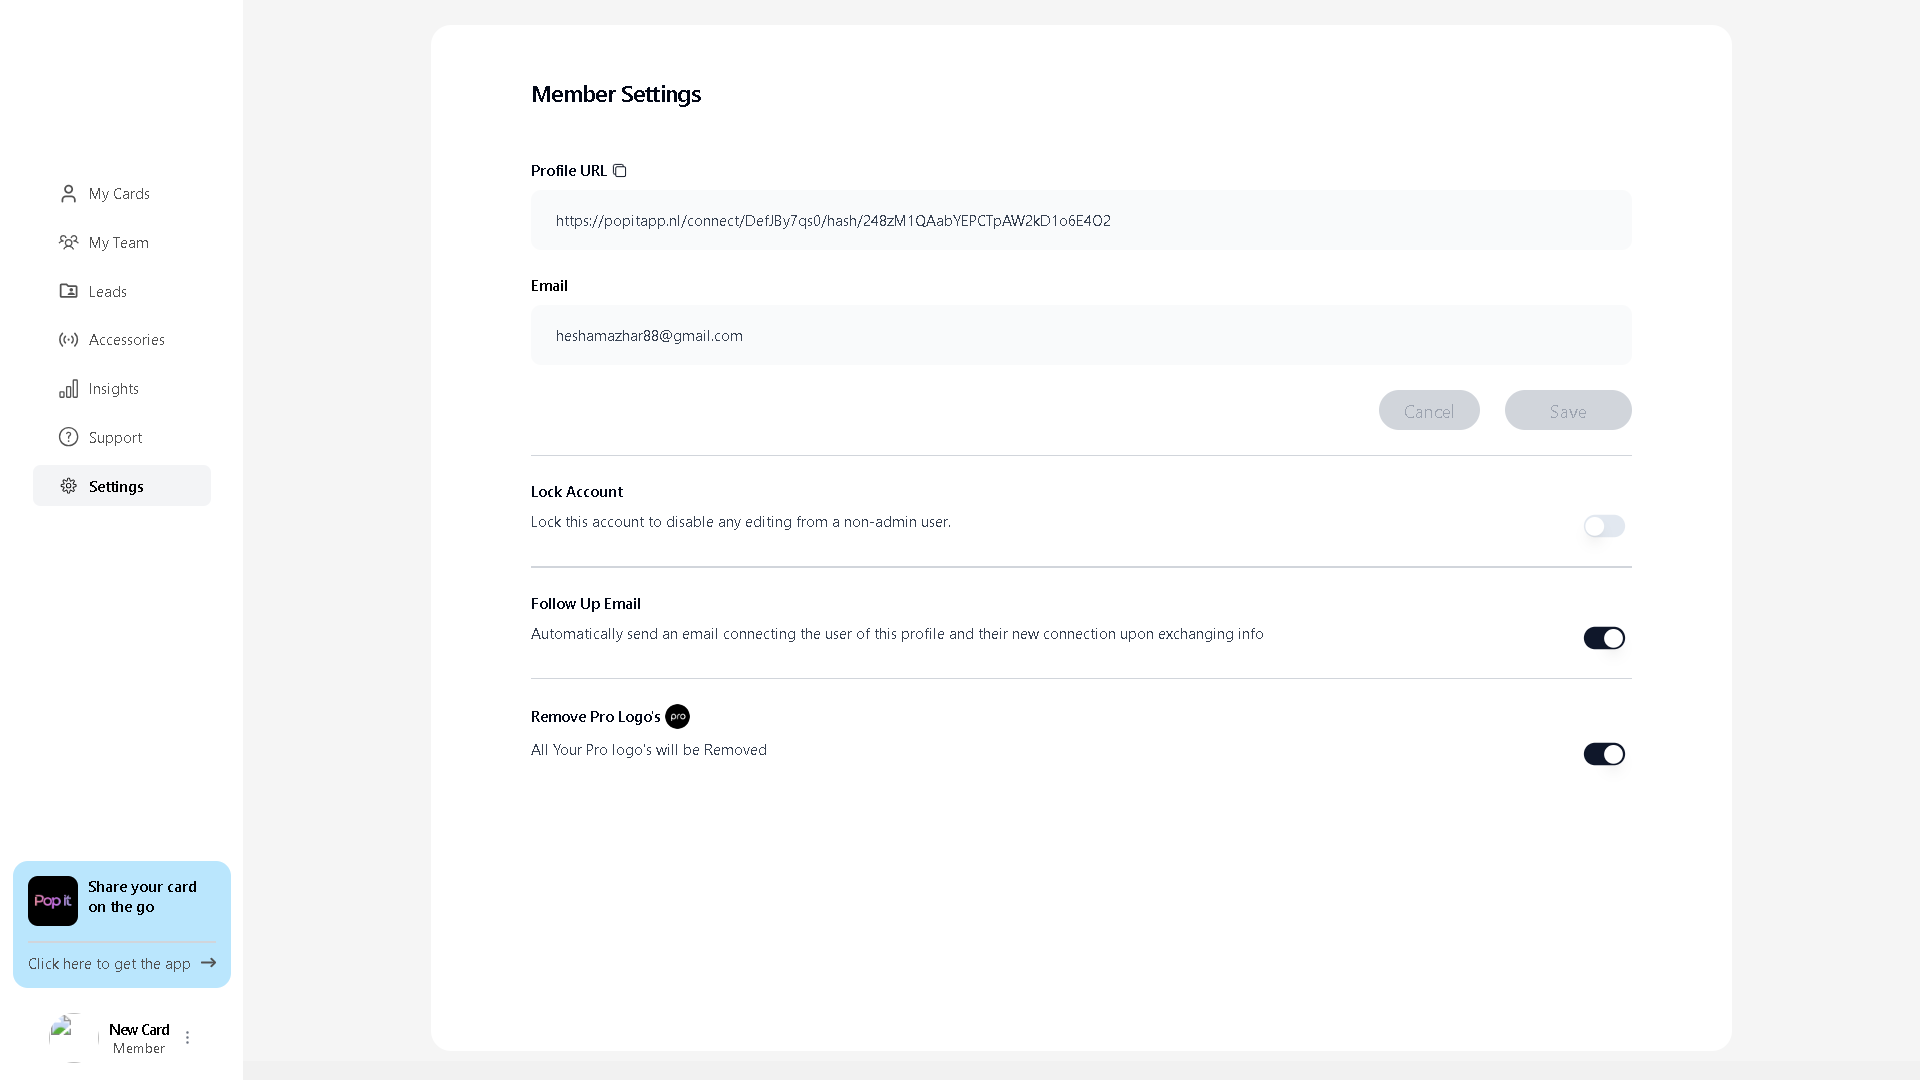 My Cards
My Team
Leads
Accessories
Insights
Support
Settings
Pop it
Share your card
on the go
Click here to get the app
New Card
Member
Member Settings
Profile URL
https://popitapp.nl/connect/DefJBy7qs0/hash/248zM1QAabYEPCTpAW2kD1o6E4O2
Email
heshamazhar88@gmail.com
Cancel
Save
Lock Account
Lock this account to disable any editing from a non-admin user.
Follow Up Email
Automatically send an email connecting the user of this profile and their new connection upon exchanging info
Remove Pro Logo's pro
All Your Pro logo's will be Removed